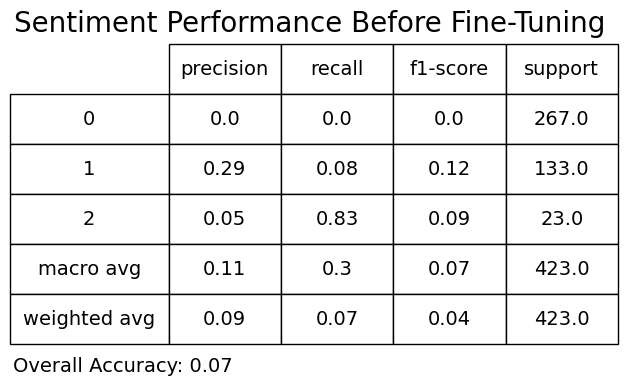 Sentiment Performance Before Fine-Tuning
precision recall f1-score support
0 0.0 0.0 0.0 267.0
1 0.29 0.08 0.12 133.0
2 0.05 0.83 0.09 23.0
macro avg 0.11 0.3 0.07 423.0
weighted avg 0.09 0.07 0.04 423.0
Overall Accuracy: 0.07